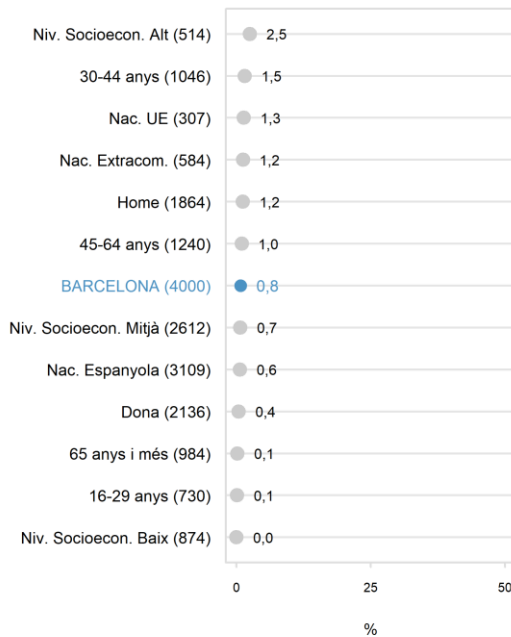 Niv. Socioecon. Alt (514) 2,5
30-44 anys (1046) 1,5
Nac. UE (307) 1,3
Nac. Extracom. (584) 1,2
Home (1864) 1,2
45-64 anys (1240) 1,0
BARCELONA (4000) 0,8
Niv. Socioecon. Mitjà (2612) 0,7
Nac. Espanyola (3109) 0,6
Dona (2136) 0,4
65 anys i més (984) 0,1
16-29 anys (730) 0,1
Niv. Socioecon. Baix (874) 0,0
0 25 50
%